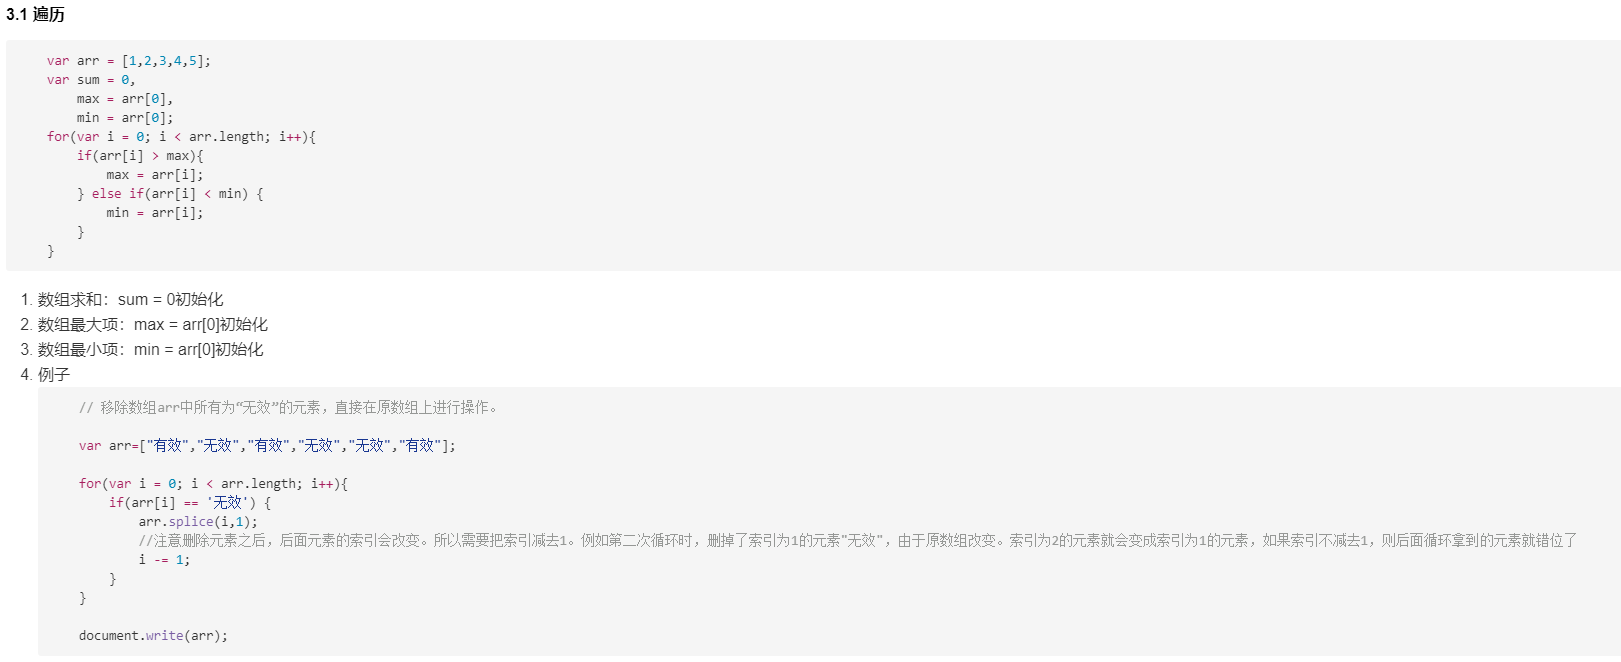 3.1 遍历
var arr = [1,2,3,4,5];
var sum = 0,
    max = arr[0],
    min = arr[0];
for(var i = 0; i < arr.length; i++){
    if(arr[i] > max){
        max = arr[i];
    } else if(arr[i] < min) {
        min = arr[i];
    }
}
1. 数组求和：sum = 0初始化
2. 数组最大项：max = arr[0]初始化
3. 数组最小项：min = arr[0]初始化
4. 例子
// 移除数组arr中所有为“无效”的元素，直接在原数组上进行操作。
var arr=["有效","无效","有效","无效","无效","有效"];
for(var i = 0; i < arr.length; i++){
    if(arr[i] == '无效') {
        arr.splice(i,1);
        //注意删除元素之后，后面元素的索引会改变。所以需要把索引减去1。例如第二次循环时，删掉了索引为1的元素"无效"，由于原数组改变。索引为2的元素就会变成索引为1的元素，如果索引不减去1，则后面循环拿到的元素就错位了
        i -= 1;
    }
}
document.write(arr);